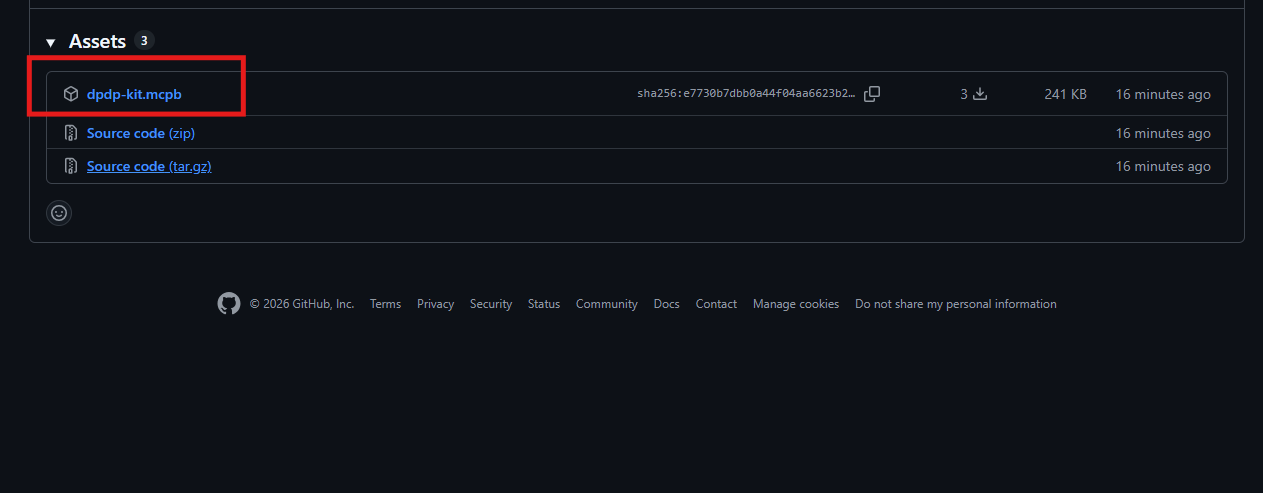 Assets 3
dpdp-kit.mcpb sha256:e7730b7dbb0a44f04aa6623b2… 3 241 KB 16 minutes ago
Source code (zip) 16 minutes ago
Source code (tar.gz) 16 minutes ago
© 2026 GitHub, Inc. Terms Privacy Security Status Community Docs Contact Manage cookies Do not share my personal information